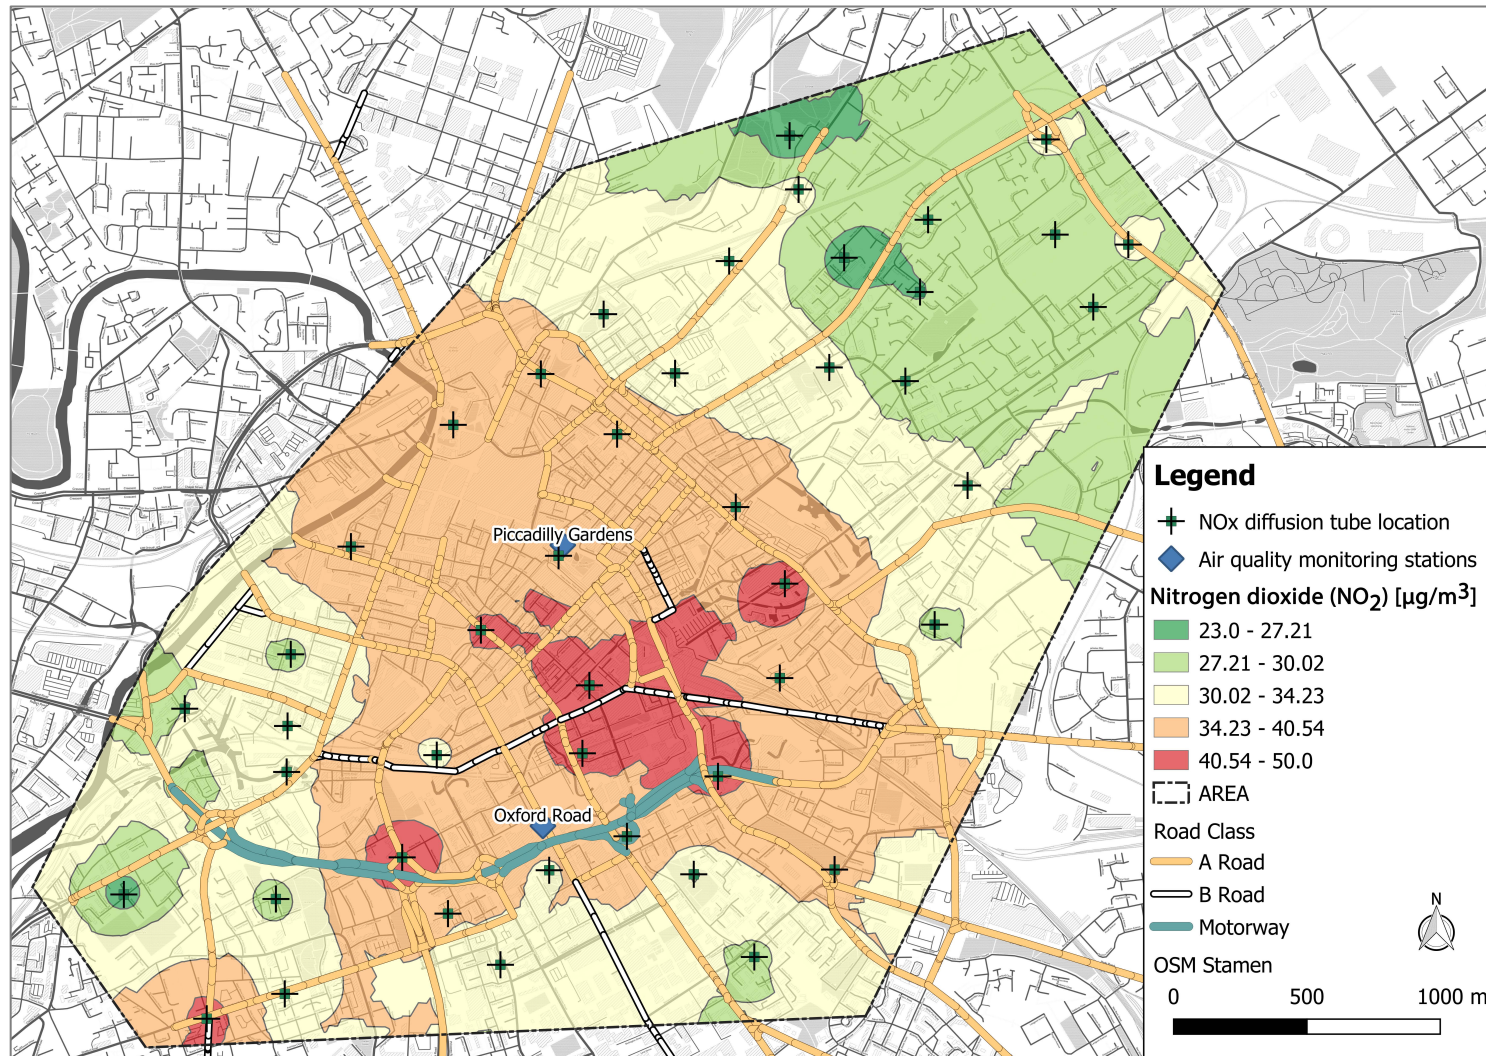 Piccadilly Gardens
Oxford Road
Legend
NOx diffusion tube location
Air quality monitoring stations
Nitrogen dioxide (NO2) [µg/m3]
23.0 - 27.21
27.21 - 30.02
30.02 - 34.23
34.23 - 40.54
40.54 - 50.0
AREA
Road Class
A Road
B Road
Motorway
OSM Stamen
N
0 500 1000 m